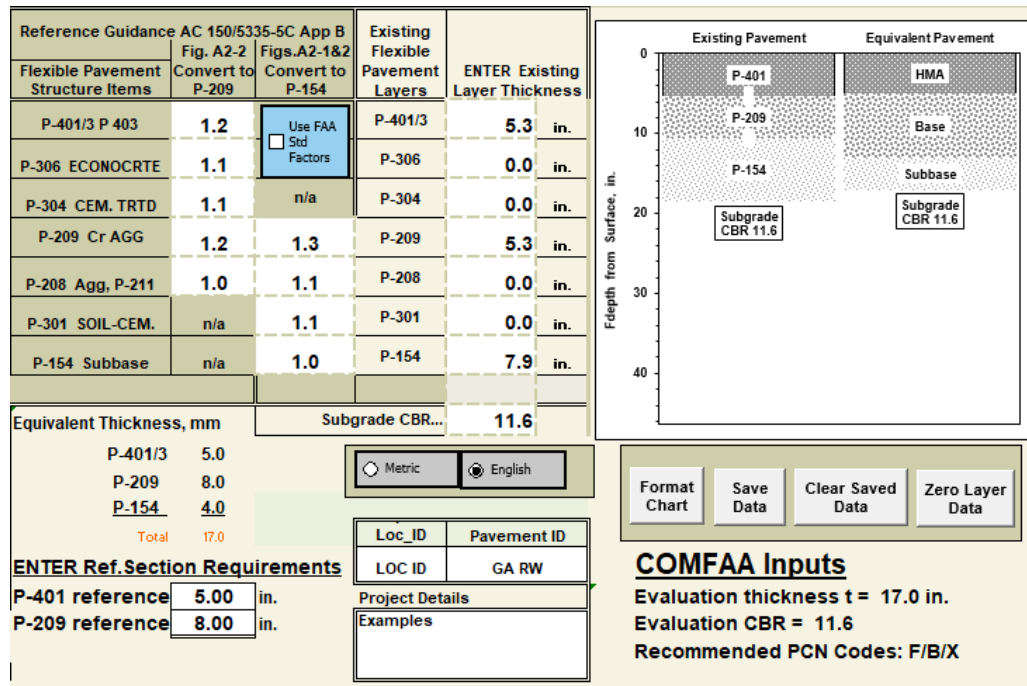 Reference Guidance AC 150/5335-5C App B
Fig. A2-2 Figs.A2-1&2
Flexible Pavement Convert to Convert to
Structure Items P-209 P-154
Existing
Flexible
Pavement
Layers
ENTER Existing
Layer Thickness
P-401/3 P 403 1.2 P-401/3 5.3 in.
Use FAA
Std
Factors
P-306 ECONOCRTE 1.1 P-306 0.0 in.
P-304 CEM. TRTD 1.1 n/a P-304 0.0 in.
P-209 Cr AGG 1.2 1.3 P-209 5.3 in.
P-208 Agg, P-211 1.0 1.1 P-208 0.0 in.
P-301 SOIL-CEM. n/a 1.1 P-301 0.0 in.
P-154 Subbase n/a 1.0 P-154 7.9 in.
Subgrade CBR... 11.6
Equivalent Thickness, mm
P-401/3 5.0
P-209 8.0
P-154 4.0
Total 17.0
Metric English
ENTER Ref.Section Requirements
P-401 reference 5.00 in.
P-209 reference 8.00 in.
Loc_ID Pavement ID
LOC ID GA RW
Project Details
Examples
Existing Pavement Equivalent Pavement
Fdepth from Surface, in.
0
10
20
30
40
P-401
P-209
P-154
Subgrade
CBR 11.6
HMA
Base
Subbase
Subgrade
CBR 11.6
Format
Chart
Save
Data
Clear Saved
Data
Zero Layer
Data
COMFAA Inputs
Evaluation thickness t = 17.0 in.
Evaluation CBR = 11.6
Recommended PCN Codes: F/B/X